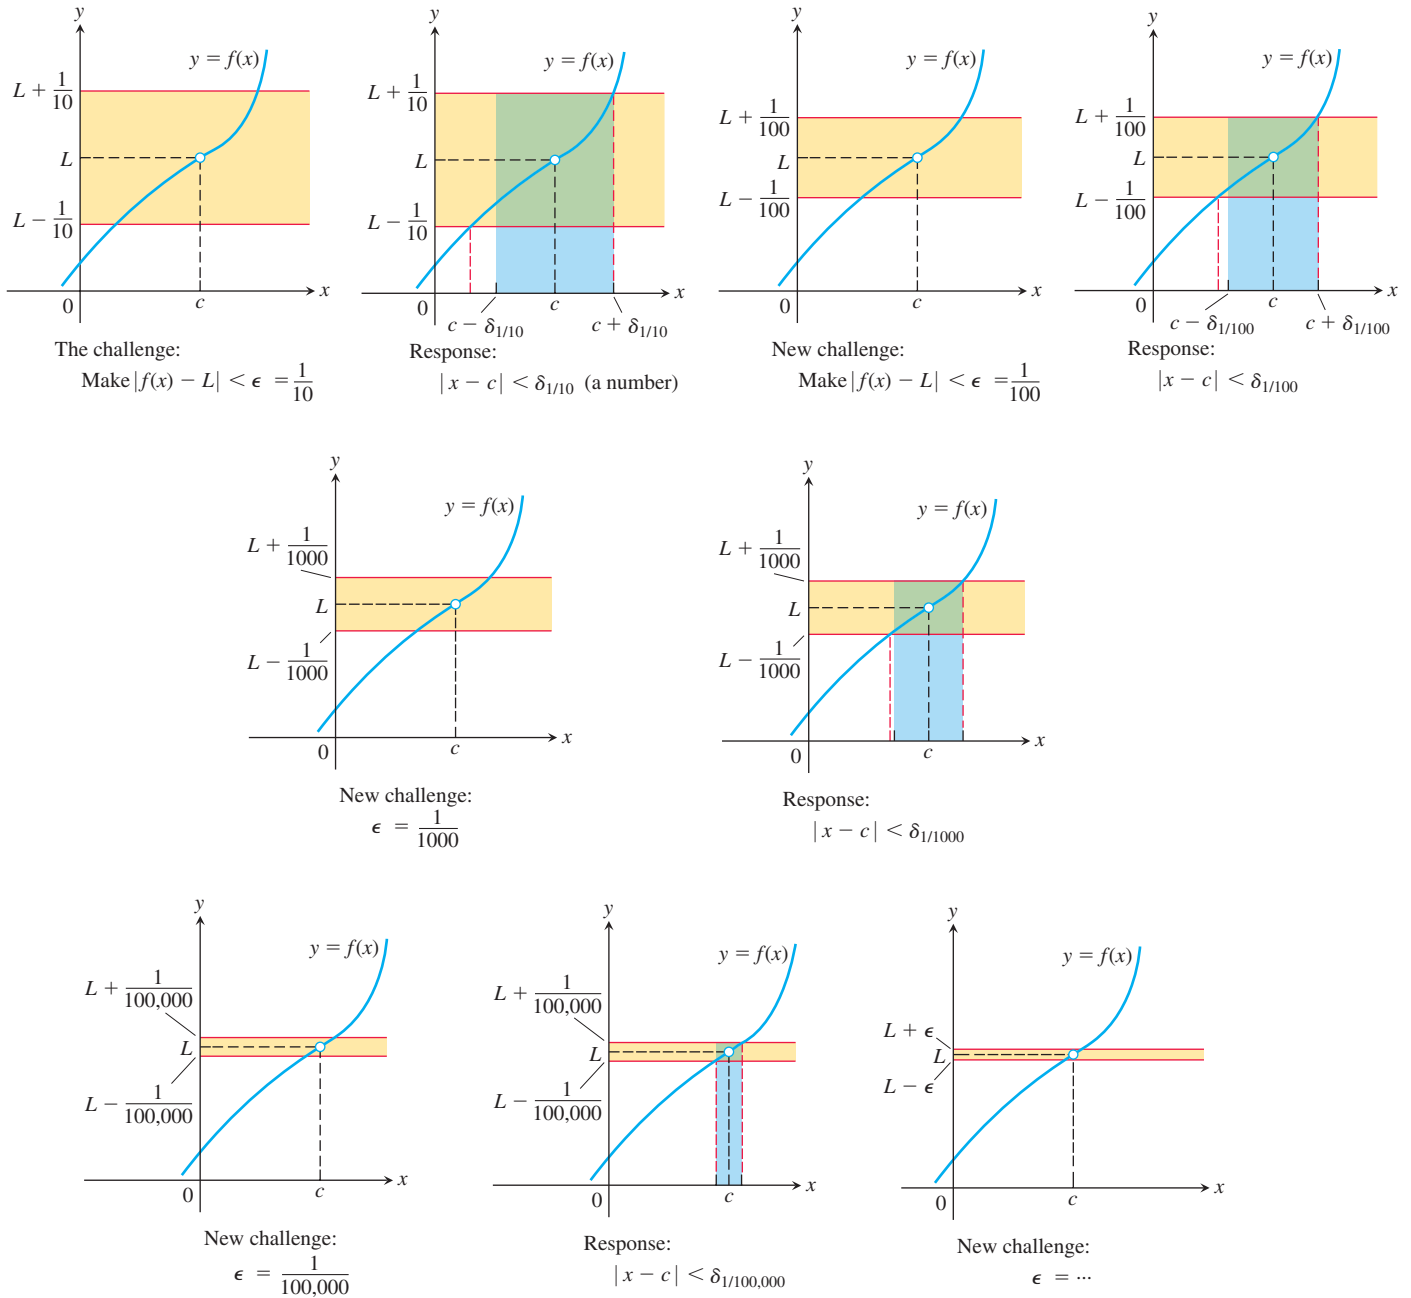 y
y = f(x)
L + 1/10
L
L − 1/10
0
c
x
The challenge:
Make |f(x) − L| < ϵ = 1/10
y
y = f(x)
L + 1/10
L
L − 1/10
0
c
x
c − δ1/10
c + δ1/10
Response:
|x − c| < δ1/10 (a number)
y
y = f(x)
L + 1/100
L
L − 1/100
0
c
x
New challenge:
Make |f(x) − L| < ϵ = 1/100
y
y = f(x)
L + 1/100
L
L − 1/100
0
c
x
c − δ1/100
c + δ1/100
Response:
|x − c| < δ1/100
y
y = f(x)
L + 1/1000
L
L − 1/1000
0
c
x
New challenge:
ϵ = 1/1000
y
y = f(x)
L + 1/1000
L
L − 1/1000
0
c
x
Response:
|x − c| < δ1/1000
y
y = f(x)
L + 1/100,000
L
L − 1/100,000
0
c
x
New challenge:
ϵ = 1/100,000
y
y = f(x)
L + 1/100,000
L
L − 1/100,000
0
c
x
Response:
|x − c| < δ1/100,000
y
y = f(x)
L + ϵ
L
L − ϵ
0
c
x
New challenge:
ϵ = ···